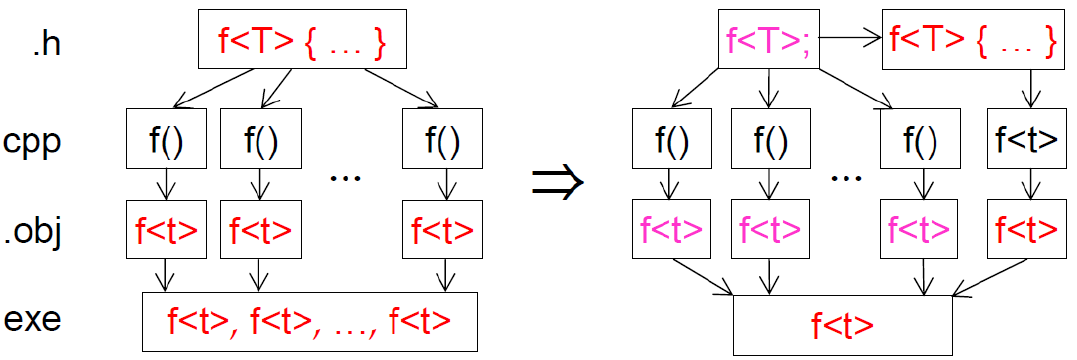 .h f<T> { ... } f<T>; f<T> { ... }
cpp f() f() ... f() ⇒ f() f() ... f() f<t>
.obj f<t> f<t> f<t> f<t> f<t> f<t> f<t>
exe f<t>, f<t>, ..., f<t> f<t>